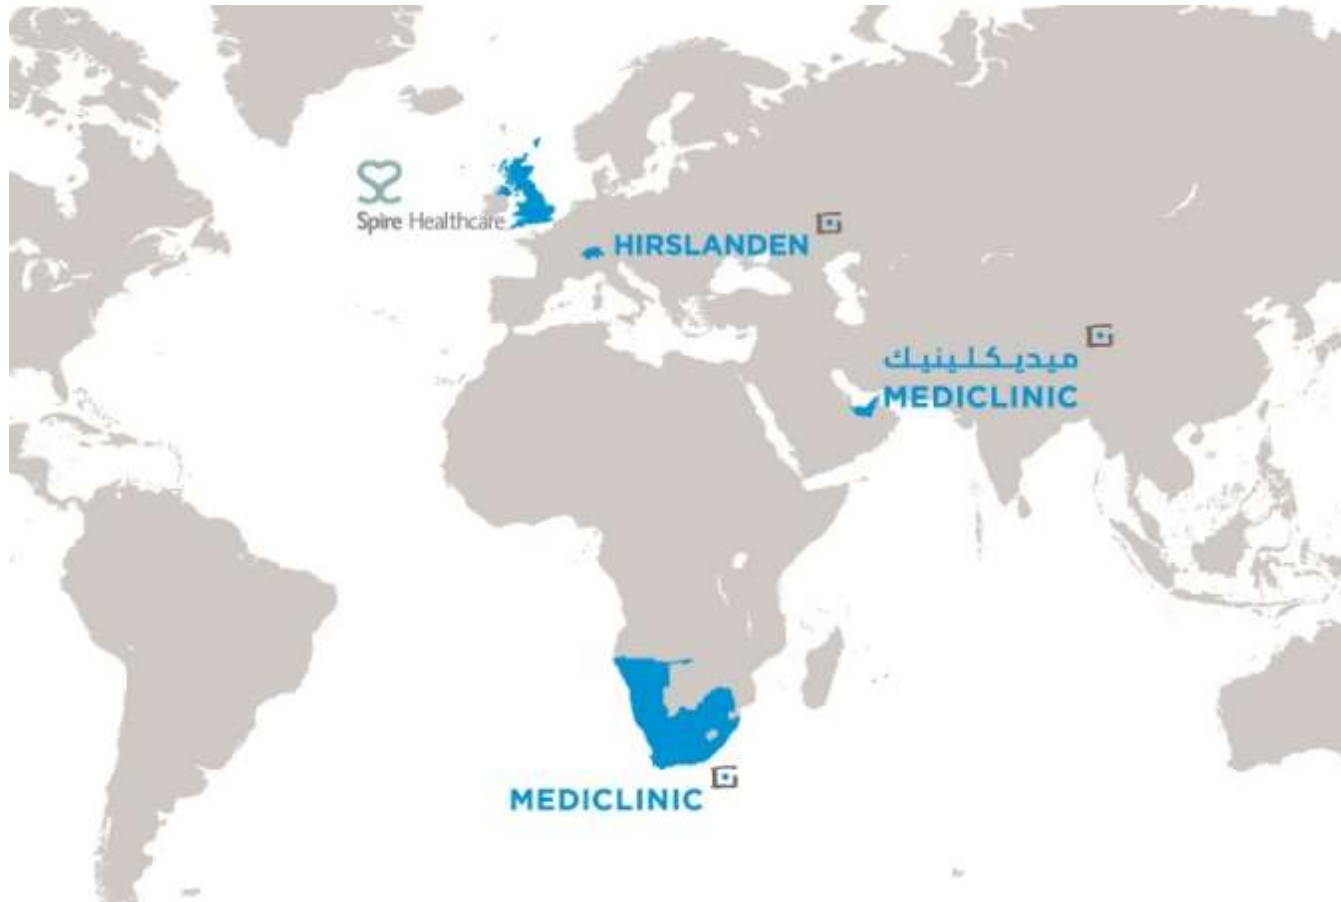 Spire Healthcare
HIRSLANDEN
ميديكلينيك
MEDICLINIC
MEDICLINIC